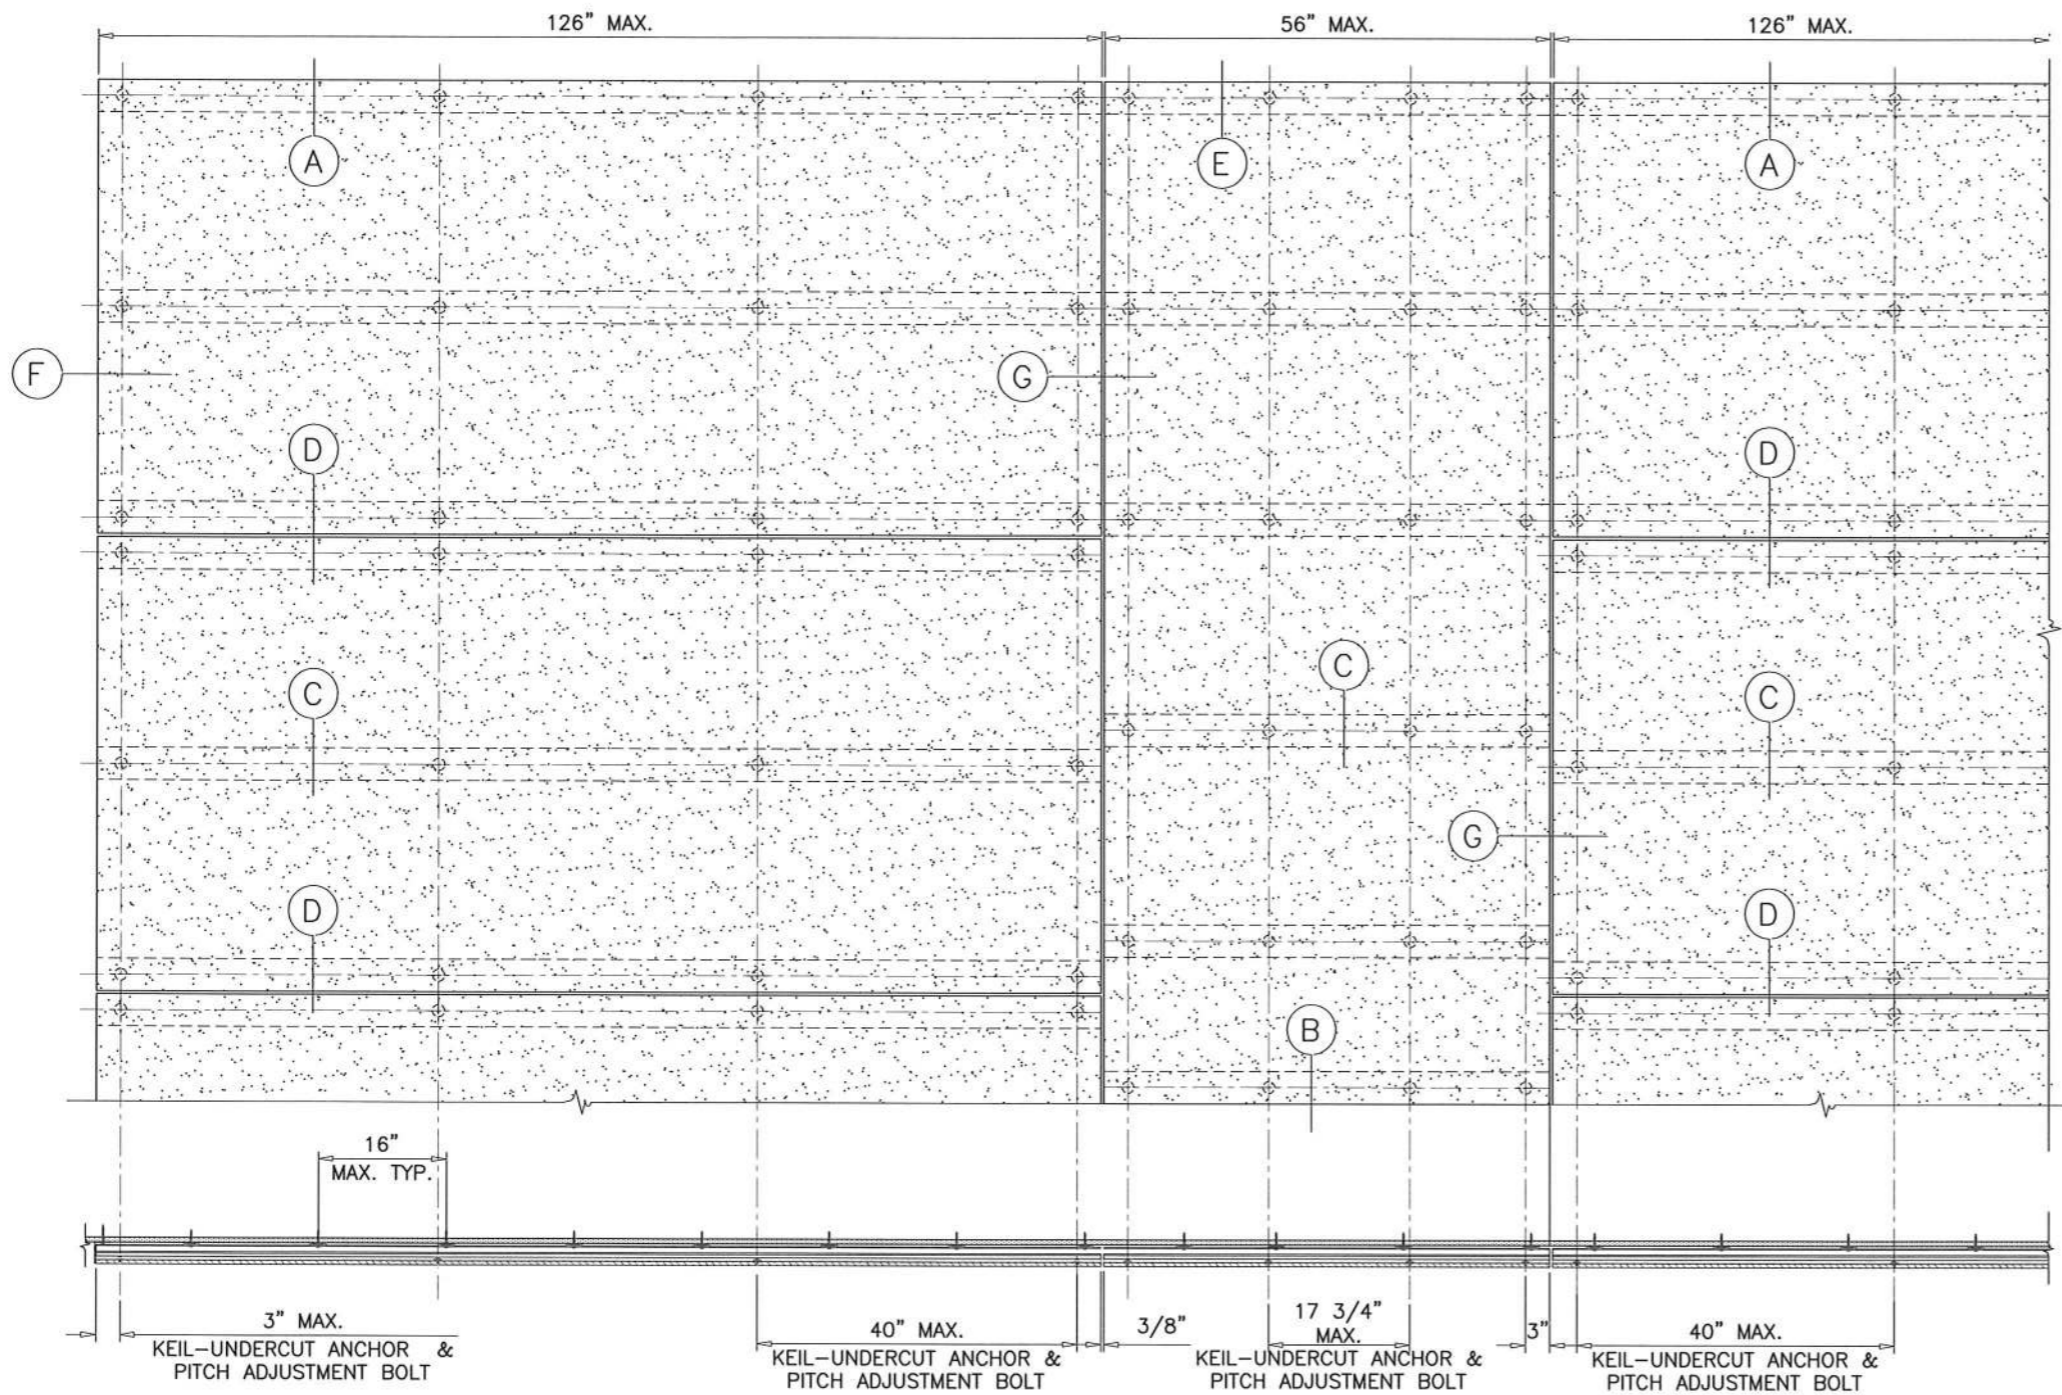 126" MAX.
56" MAX.
126" MAX.
A
E
A
F
G
D
D
C
C
C
G
D
D
B
16"
MAX. TYP.
3" MAX.
KEIL-UNDERCUT ANCHOR &
PITCH ADJUSTMENT BOLT
40" MAX.
KEIL-UNDERCUT ANCHOR &
PITCH ADJUSTMENT BOLT
3/8"
17 3/4"
MAX.
KEIL-UNDERCUT ANCHOR &
PITCH ADJUSTMENT BOLT
3"
40" MAX.
KEIL-UNDERCUT ANCHOR &
PITCH ADJUSTMENT BOLT